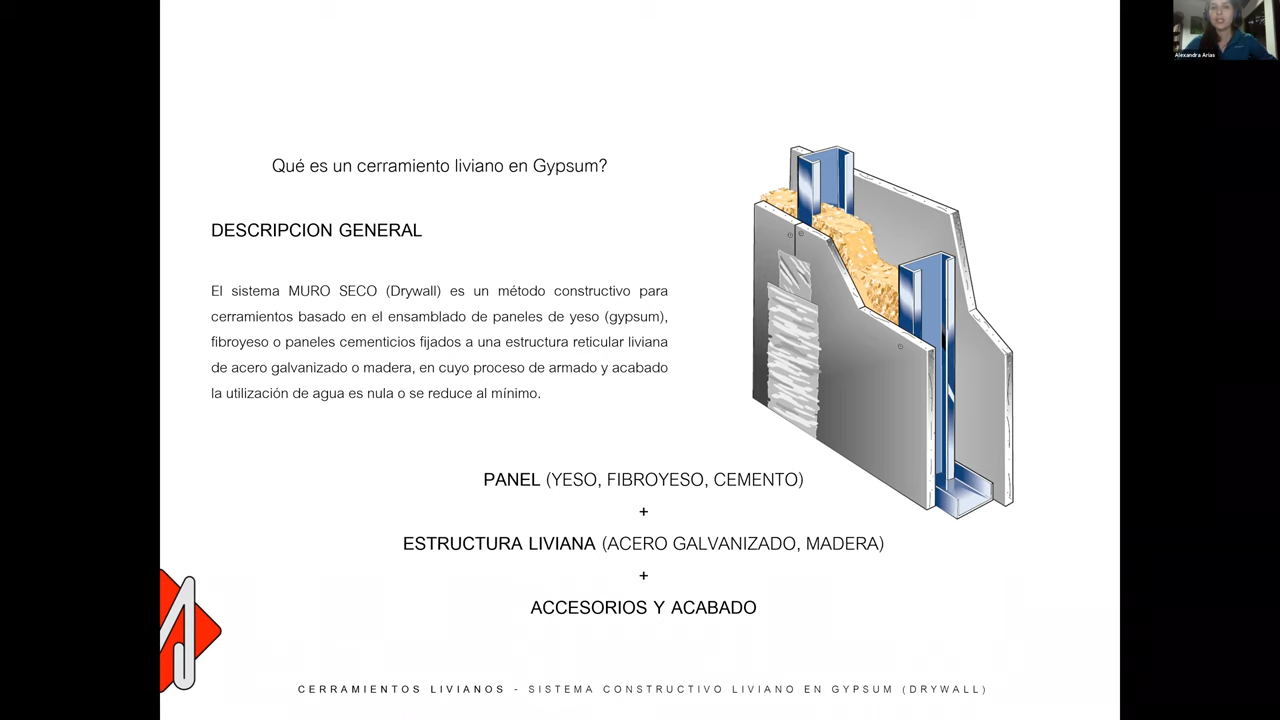 Alexandra Arias
Qué es un cerramiento liviano en Gypsum?
DESCRIPCION GENERAL
El sistema MURO SECO (Drywall) es un método constructivo para
cerramientos basado en el ensamblado de paneles de yeso (gypsum),
fibroyeso o paneles cementicios fijados a una estructura reticular liviana
de acero galvanizado o madera, en cuyo proceso de armado y acabado
la utilización de agua es nula o se reduce al mínimo.
PANEL (YESO, FIBROYESO, CEMENTO)
+
ESTRUCTURA LIVIANA (ACERO GALVANIZADO, MADERA)
+
ACCESORIOS Y ACABADO
CERRAMIENTOS LIVIANOS - SISTEMA CONSTRUCTIVO LIVIANO EN GYPSUM (DRYWALL)